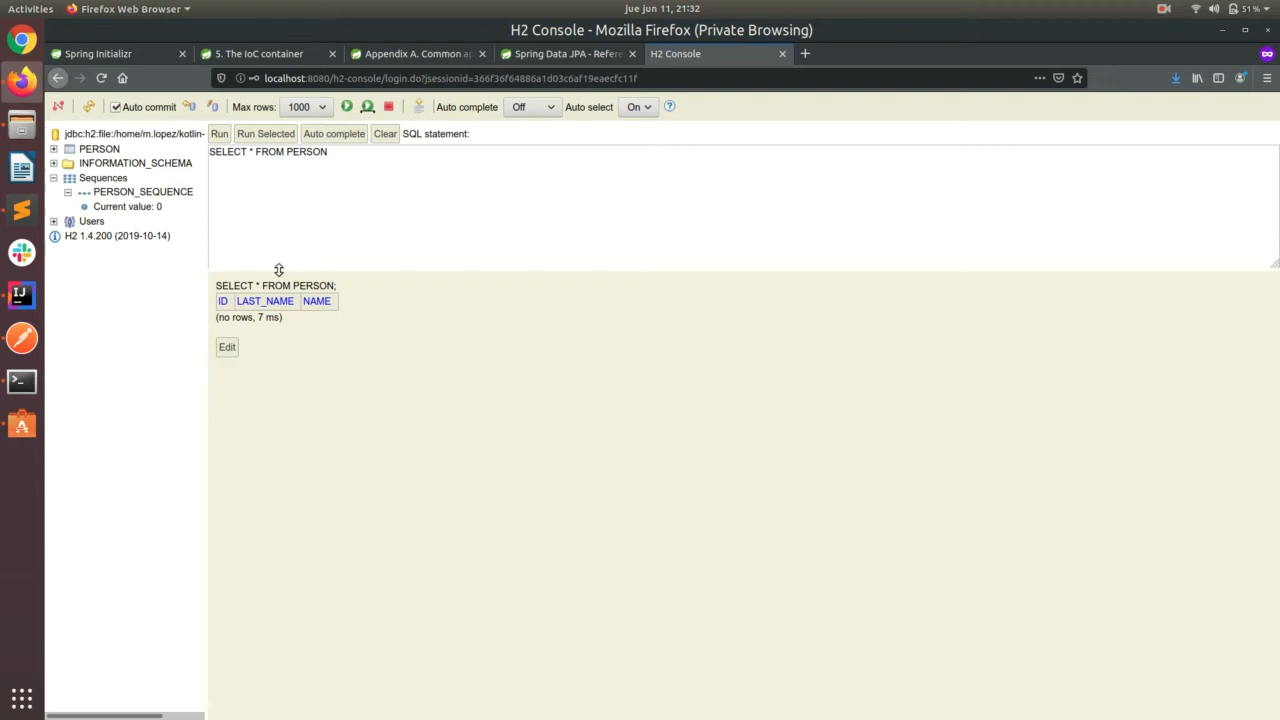 Activities
Firefox Web Browser
jue jun 11, 21:32
51%
H2 Console - Mozilla Firefox (Private Browsing)
Spring Initializr
5. The IoC container
Appendix A. Common ap
Spring Data JPA - Refere
H2 Console
localhost:8080/h2-console/login.do?jsessionid=366f36f64886a1d03c6af19eaecfc11f
Auto commit
Max rows:
1000
Auto complete
Off
Auto select
On
jdbc:h2:file:/home/m.lopez/kotlin-
PERSON
INFORMATION_SCHEMA
Sequences
PERSON_SEQUENCE
Current value: 0
Users
H2 1.4.200 (2019-10-14)
Run
Run Selected
Auto complete
Clear
SQL statement:
SELECT * FROM PERSON
SELECT * FROM PERSON;
ID LAST_NAME NAME
(no rows, 7 ms)
Edit